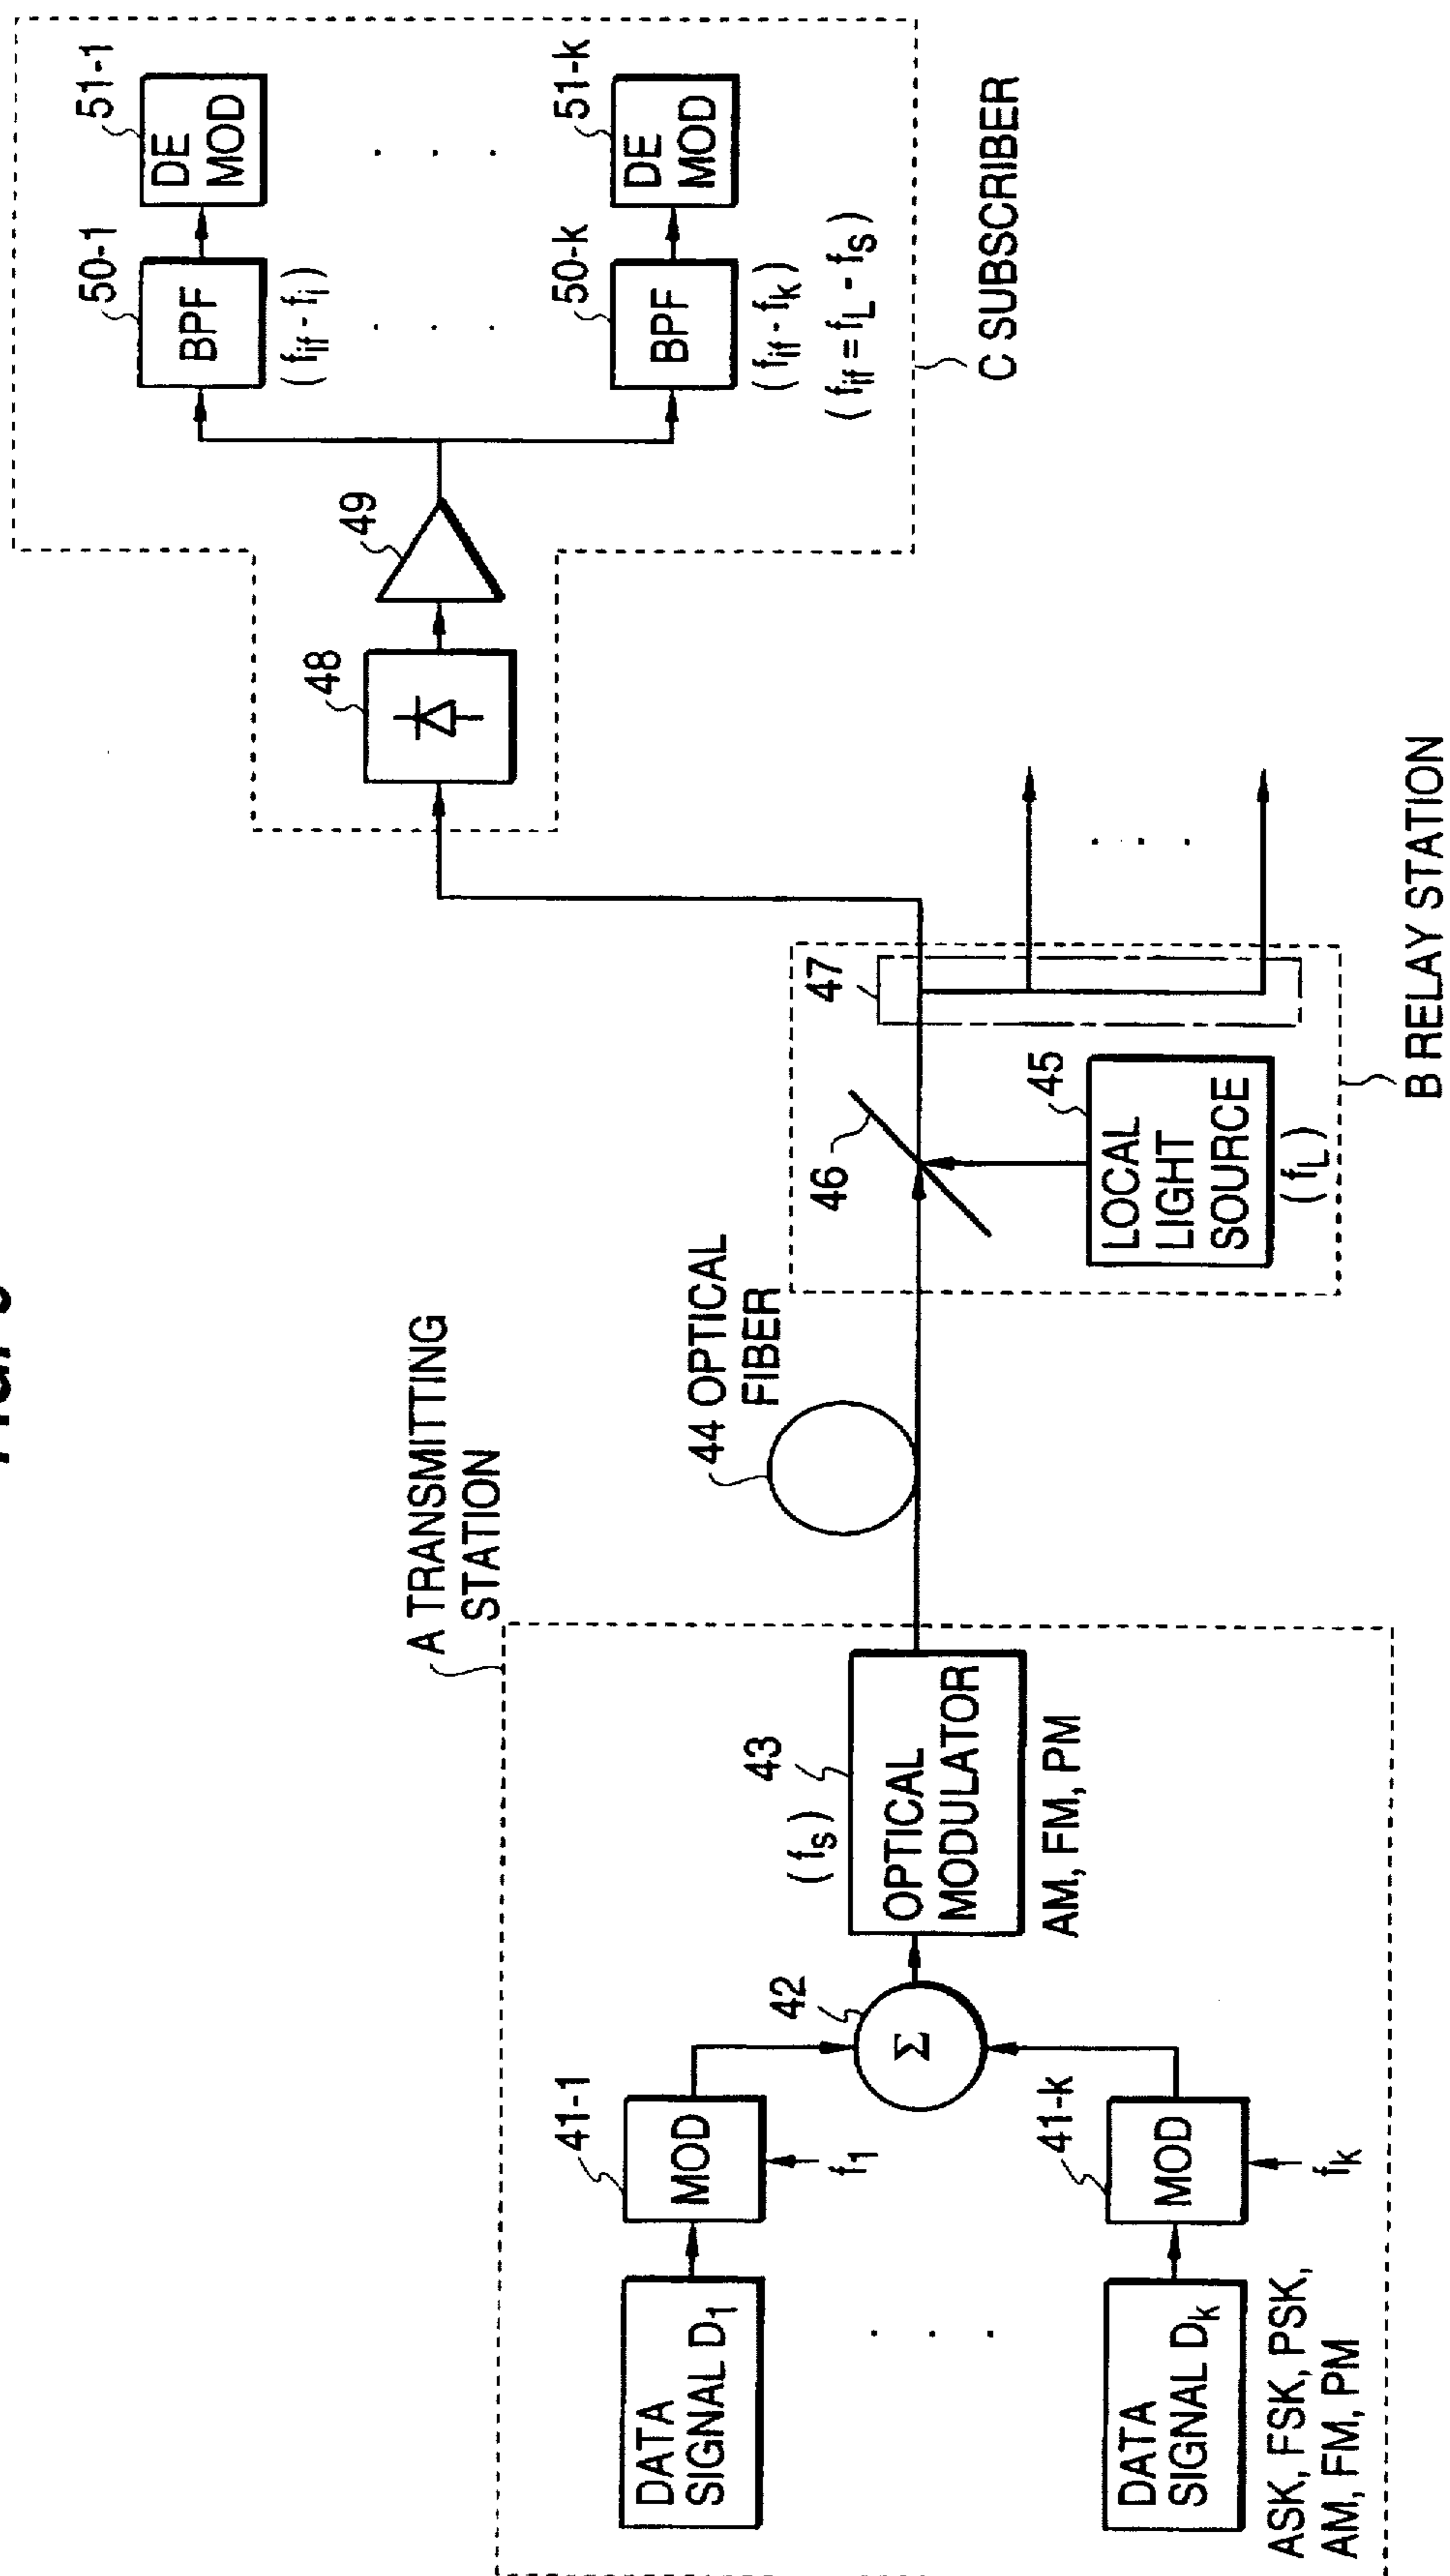 FIG.
A TRANSMITTING
STATION
DATA
SIGNAL D1
41-1
MOD
f1
DATA
SIGNAL Dk
41-k
MOD
fk
ASK, FSK, PSK,
AM, FM, PM
42
Σ
43
( fs )
OPTICAL
MODULATOR
AM, FM, PM
44 OPTICAL
FIBER
46
47
45
LOCAL
LIGHT
SOURCE
( fL )
B RELAY STATION
48
49
50-1
BPF
( fif - fi )
51-1
DE
MOD
50-k
BPF
( fif - fk )
( fif = fL - fs )
51-k
DE
MOD
C SUBSCRIBER